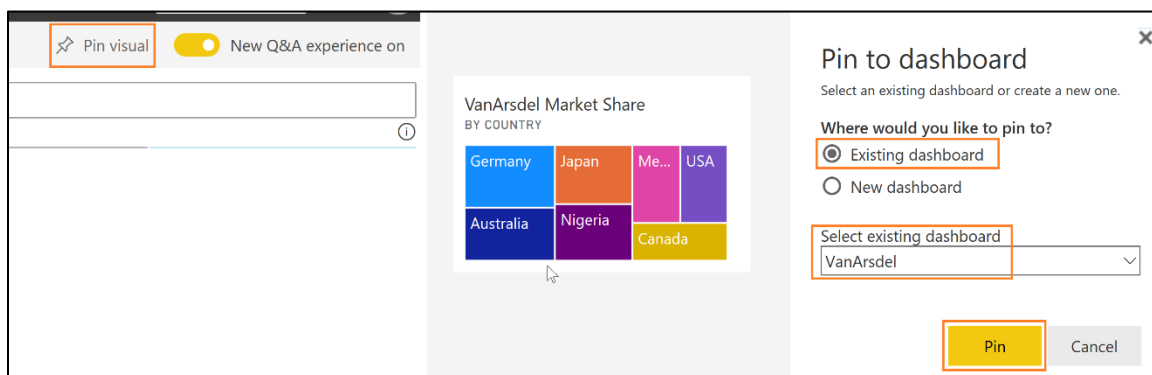 Pin visual
New Q&A experience on
VanArsdel Market Share
BY COUNTRY
Germany
Japan
Me...
USA
Australia
Nigeria
Canada
Pin to dashboard
Select an existing dashboard or create a new one.
Where would you like to pin to?
Existing dashboard
New dashboard
Select existing dashboard
VanArsdel
Pin
Cancel